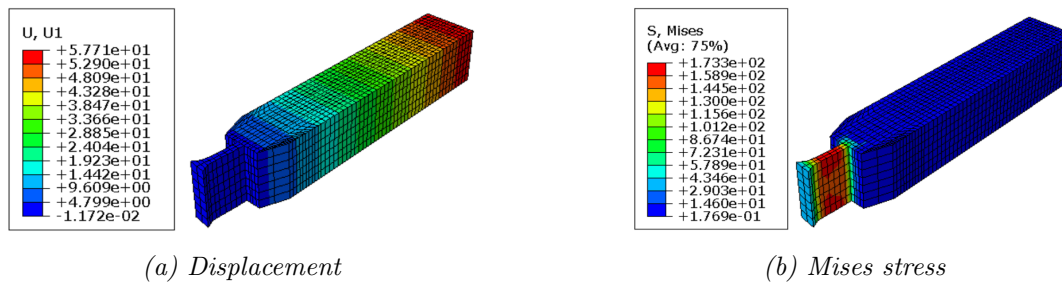 U, U1
+5.771e+01
+5.290e+01
+4.809e+01
+4.328e+01
+3.847e+01
+3.366e+01
+2.885e+01
+2.404e+01
+1.923e+01
+1.442e+01
+9.609e+00
+4.799e+00
-1.172e-02
(a) Displacement
S, Mises
(Avg: 75%)
+1.733e+02
+1.589e+02
+1.445e+02
+1.300e+02
+1.156e+02
+1.012e+02
+8.674e+01
+7.231e+01
+5.789e+01
+4.346e+01
+2.903e+01
+1.460e+01
+1.769e-01
(b) Mises stress